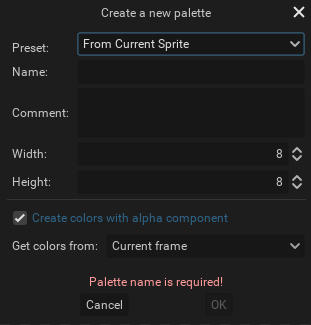 Create a new palette
Preset: From Current Sprite
Name:
Comment:
Width: 8
Height: 8
Create colors with alpha component
Get colors from: Current frame
Palette name is required!
Cancel OK